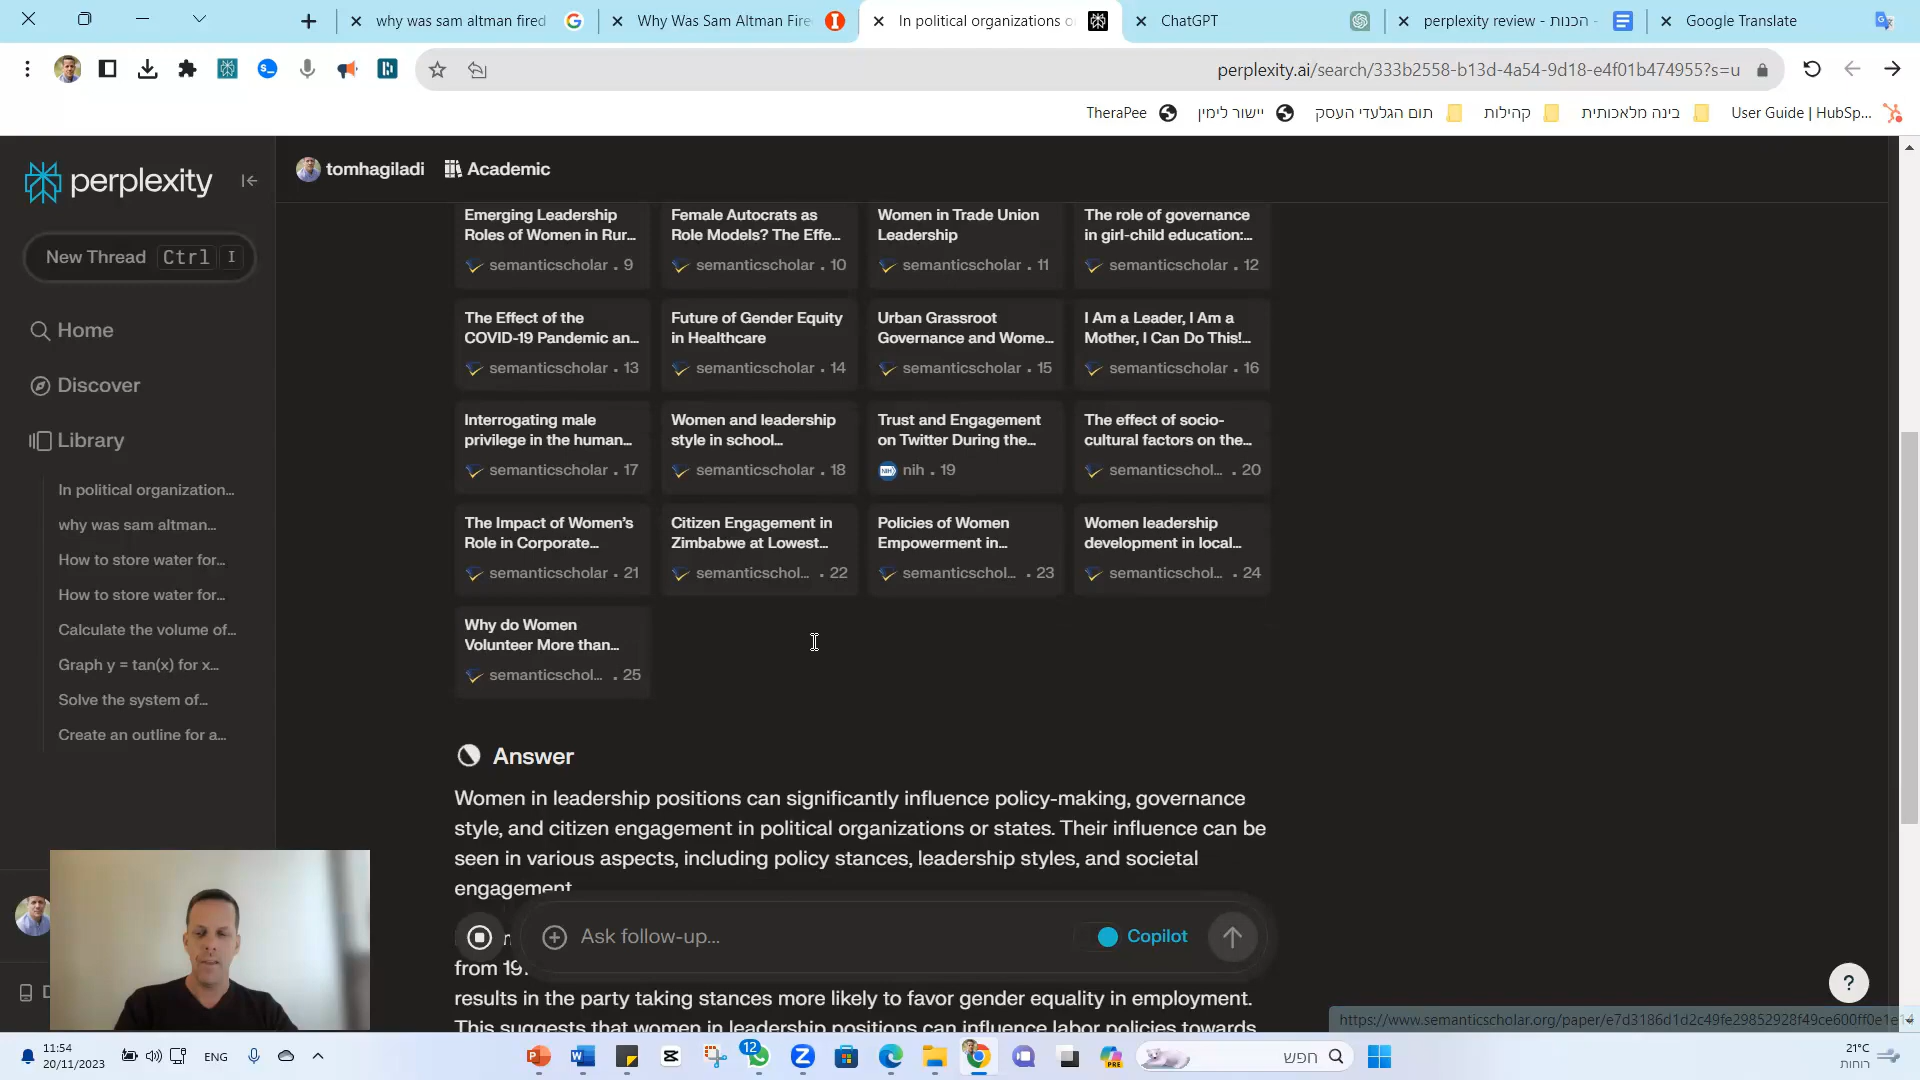 why was sam altman fired
Why Was Sam Altman Fire
In political organizations o
ChatGPT
perplexity review - הכנות -
Google Translate
perplexity.ai/search/333b2558-b13d-4a54-9d18-e4f01b474955?s=u
TheraPee
יישור לימין
תום הגלעדי העסק
קהילות
בינה מלאכותית
User Guide | HubSp...
perplexity
tomhagiladi
Academic
New Thread Ctrl I
Home
Discover
Library
In political organization...
why was sam altman...
How to store water for...
How to store water for...
Calculate the volume of...
Graph y = tan(x) for x...
Solve the system of...
Create an outline for a...
Emerging Leadership
Roles of Women in Rur...
semanticscholar . 9
Female Autocrats as
Role Models? The Effe...
semanticscholar . 10
Women in Trade Union
Leadership
semanticscholar . 11
The role of governance
in girl-child education:...
semanticscholar . 12
The Effect of the
COVID-19 Pandemic an...
semanticscholar . 13
Future of Gender Equity
in Healthcare
semanticscholar . 14
Urban Grassroot
Governance and Wome...
semanticscholar . 15
I Am a Leader, I Am a
Mother, I Can Do This!...
semanticscholar . 16
Interrogating male
privilege in the human...
semanticscholar . 17
Women and leadership
style in school...
semanticscholar . 18
Trust and Engagement
on Twitter During the...
nih . 19
The effect of socio-
cultural factors on the...
semanticschol... . 20
The Impact of Women's
Role in Corporate...
semanticscholar . 21
Citizen Engagement in
Zimbabwe at Lowest...
semanticschol... . 22
Policies of Women
Empowerment in...
semanticschol... . 23
Women leadership
development in local...
semanticschol... . 24
Why do Women
Volunteer More than...
semanticschol... . 25
Answer
Women in leadership positions can significantly influence policy-making, governance
style, and citizen engagement in political organizations or states. Their influence can be
seen in various aspects, including policy stances, leadership styles, and societal
engagement
Ask follow-up...
Copilot
from 19
results in the party taking stances more likely to favor gender equality in employment.
This suggests that women in leadership positions can influence labor policies towards
?
11:54
20/11/2023
ENG
12
PRE
חפש
21°C
רוחות